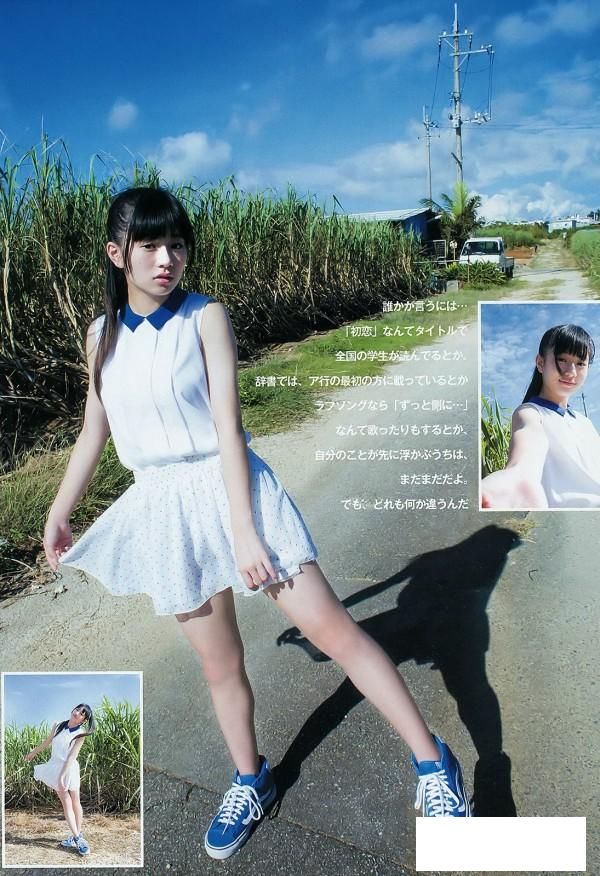 誰かが言うには…
「初恋」なんてタイトルで
全国の学生が読んでるとか、
辞書では、ア行の最初の方に載っているとか
ラブソングなら「ずっと側に…」
なんて歌ったりもするとか、
自分のことが先に浮かぶうちは、
まだまだだよ。
でも、どれも何か違うんだ